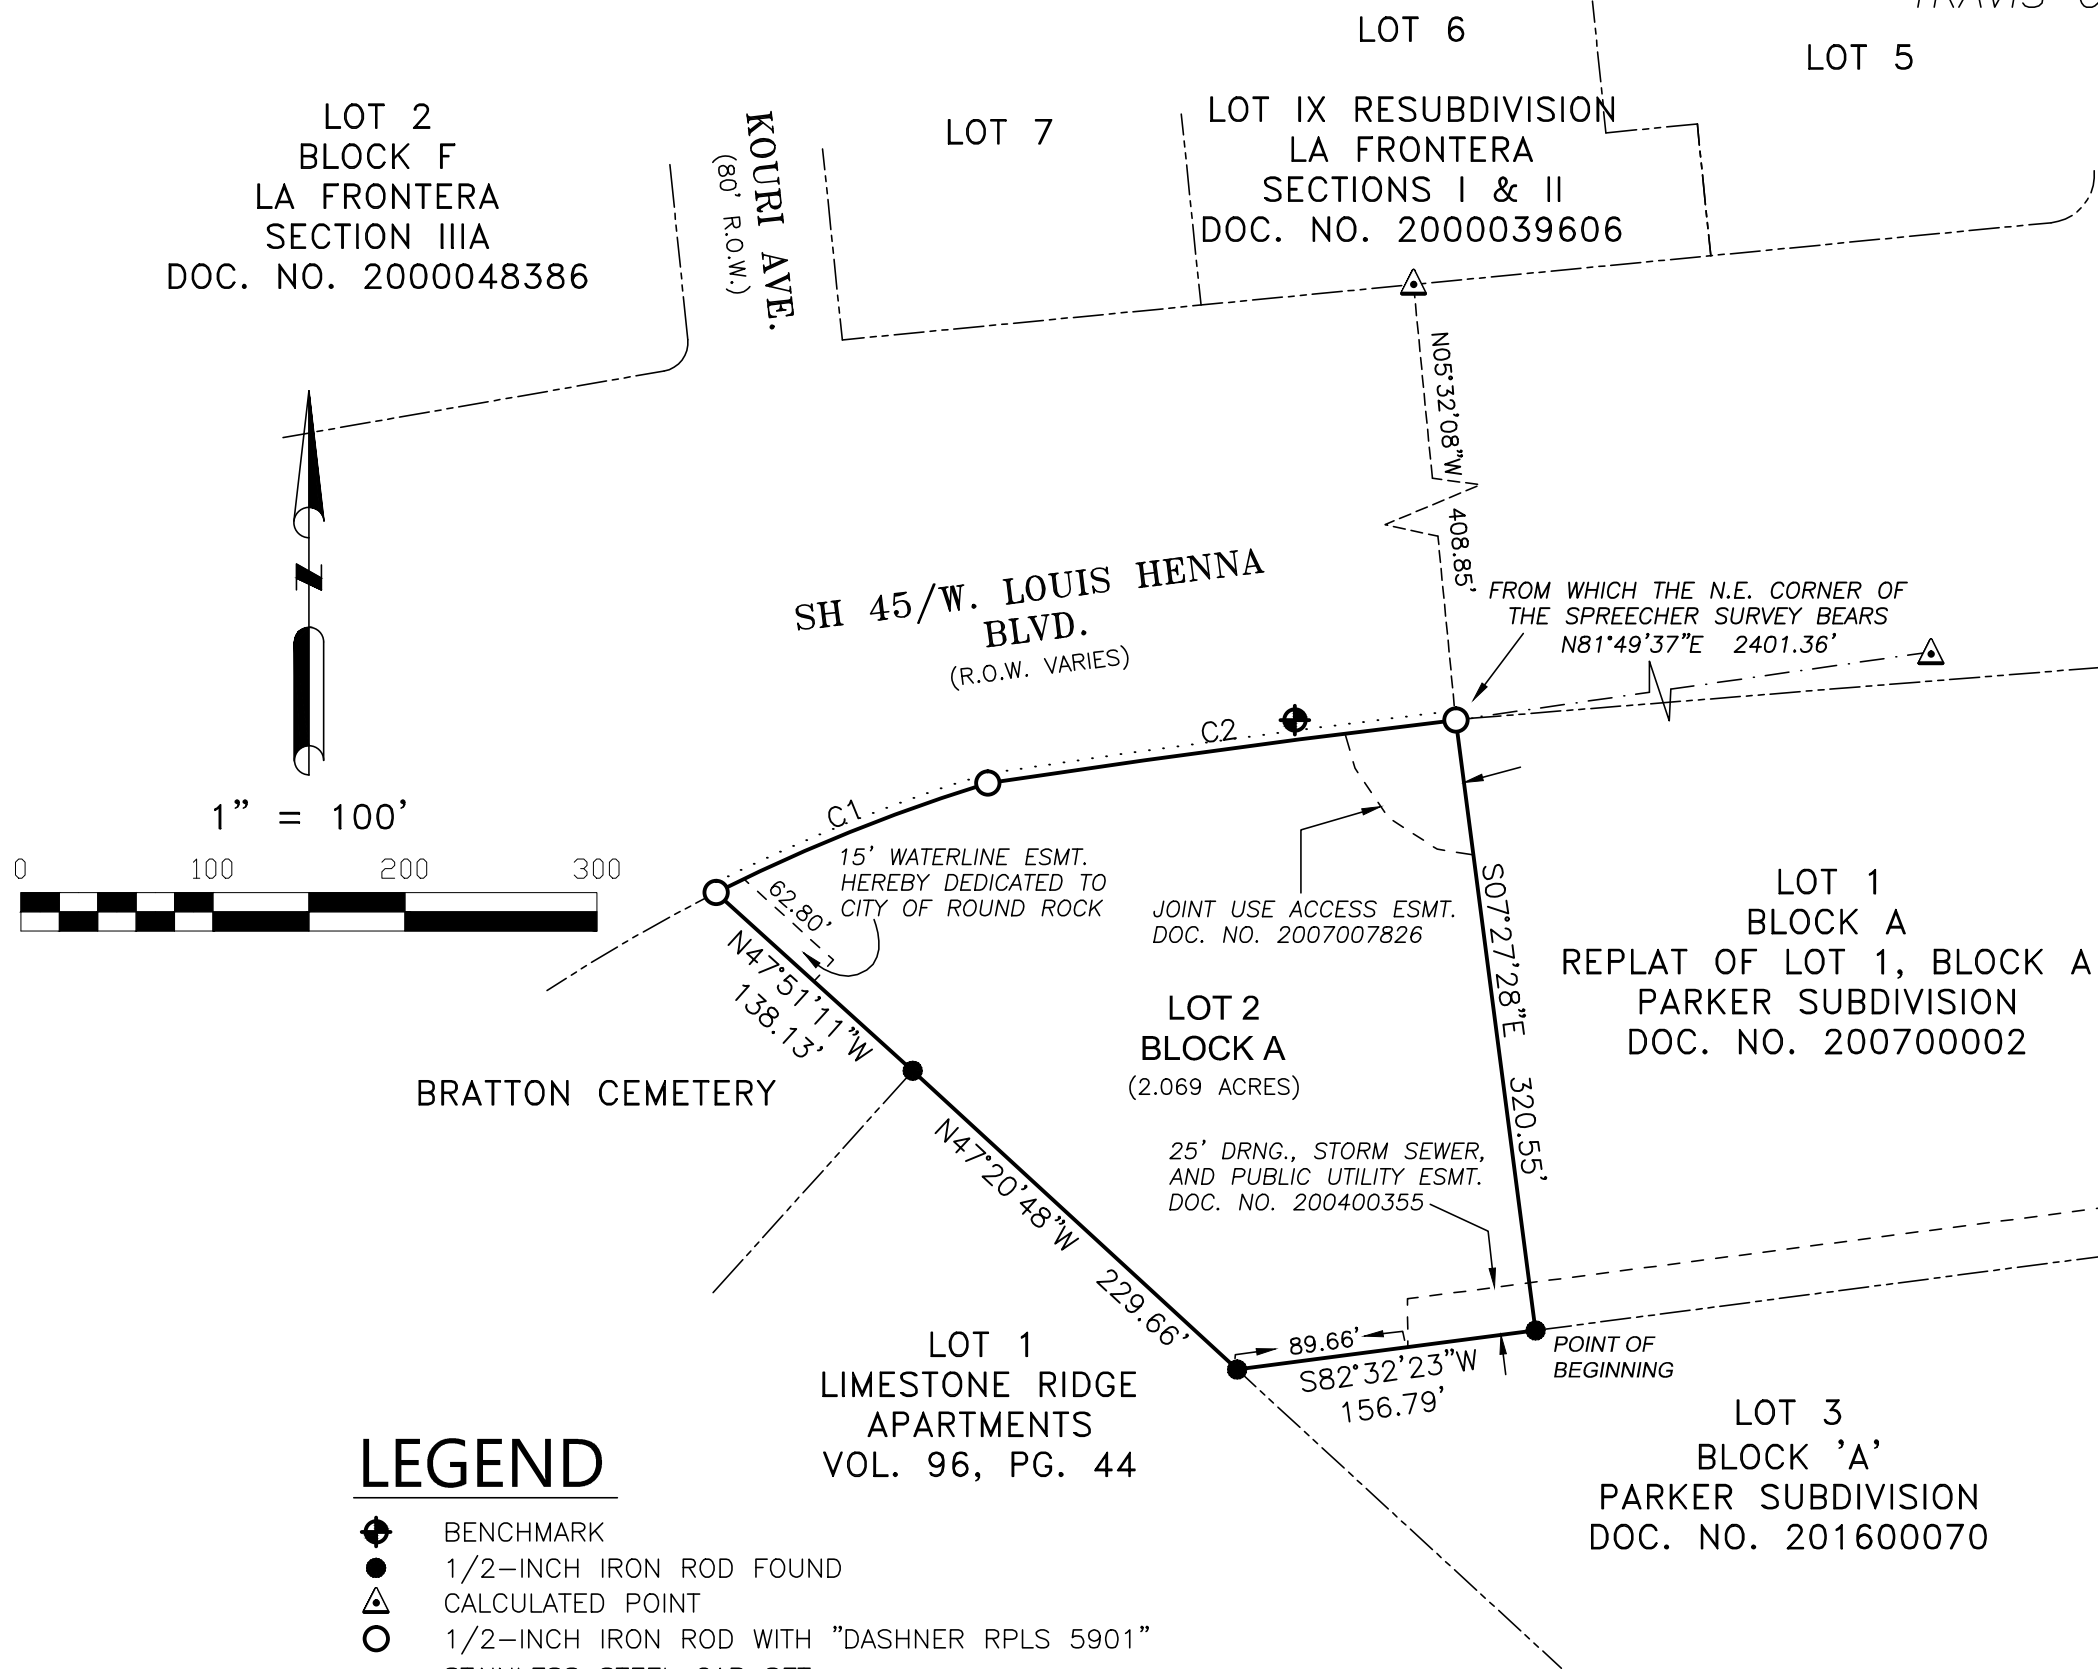 LOT 6
LOT 5
LOT 2
BLOCK F
LA FRONTERA
SECTION IIIA
DOC. NO. 2000048386
KOURI AVE.
(80' R.O.W.)
LOT 7
LOT IX RESUBDIVISION
LA FRONTERA
SECTIONS I & II
DOC. NO. 2000039606
N05°32'08"W
408.85'
N
1" = 100'
0 100 200 300
SH 45/W. LOUIS HENNA
BLVD.
(R.O.W. VARIES)
FROM WHICH THE N.E. CORNER OF
THE SPREECHER SURVEY BEARS
N81°49'37"E 2401.36'
C2
C1
15' WATERLINE ESMT.
HEREBY DEDICATED TO
CITY OF ROUND ROCK
62.80'
N47°51'11"W
138.13'
JOINT USE ACCESS ESMT.
DOC. NO. 2007007826
S07°27'28"E 320.55'
LOT 1
BLOCK A
REPLAT OF LOT 1, BLOCK A
PARKER SUBDIVISION
DOC. NO. 200700002
LOT 2
BLOCK A
(2.069 ACRES)
BRATTON CEMETERY
N47°20'48"W 229.66'
25' DRNG., STORM SEWER,
AND PUBLIC UTILITY ESMT.
DOC. NO. 200400355
89.66'
S82°32'23"W
156.79'
POINT OF
BEGINNING
LOT 1
LIMESTONE RIDGE
APARTMENTS
VOL. 96, PG. 44
LOT 3
BLOCK 'A'
PARKER SUBDIVISION
DOC. NO. 201600070
LEGEND
BENCHMARK
1/2-INCH IRON ROD FOUND
CALCULATED POINT
1/2-INCH IRON ROD WITH "DASHNER RPLS 5901"